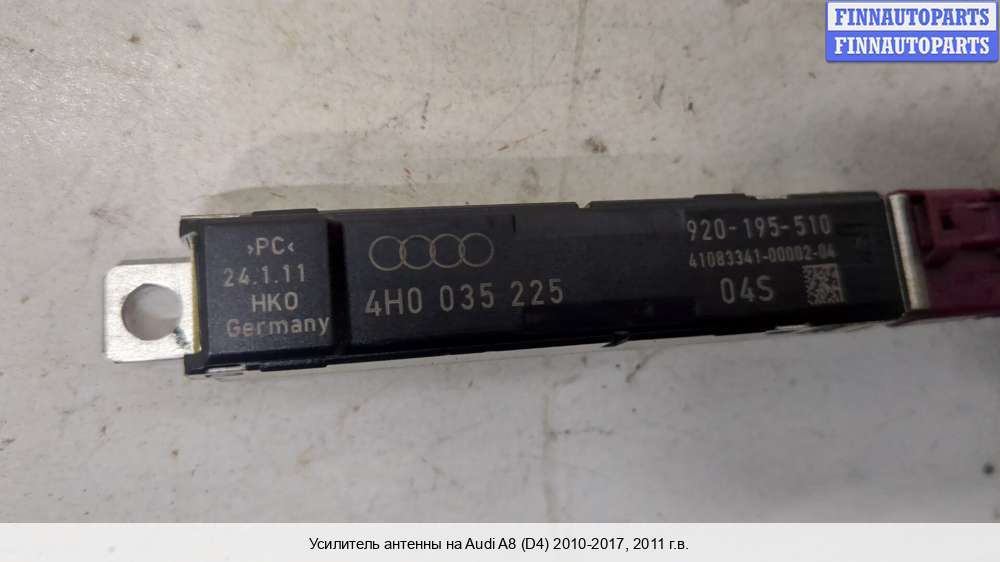 FINNAUTOPARTS
FINNAUTOPARTS
›PC‹
24.1.11
HKO
Germany
4H0 035 225
920-195-510
41083341-00002-04
04S
Усилитель антенны на Audi A8 (D4) 2010-2017, 2011 г.в.